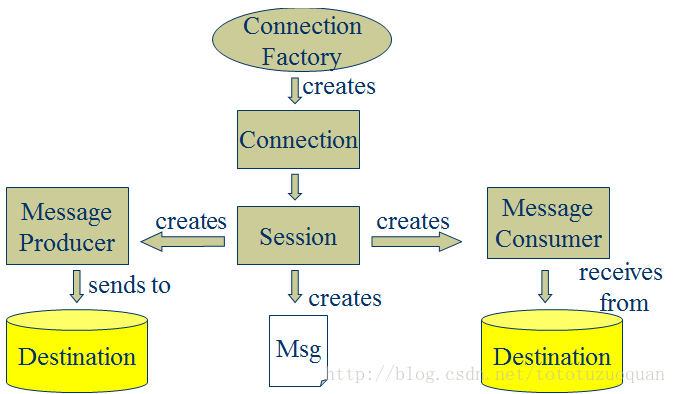 Connection
Factory
creates
Connection
Message
Producer
creates
Session
creates
Message
Consumer
sends to
creates
receives
from
Destination
Msg
Destination
http://blog.csdn.net/tototuzuoquan